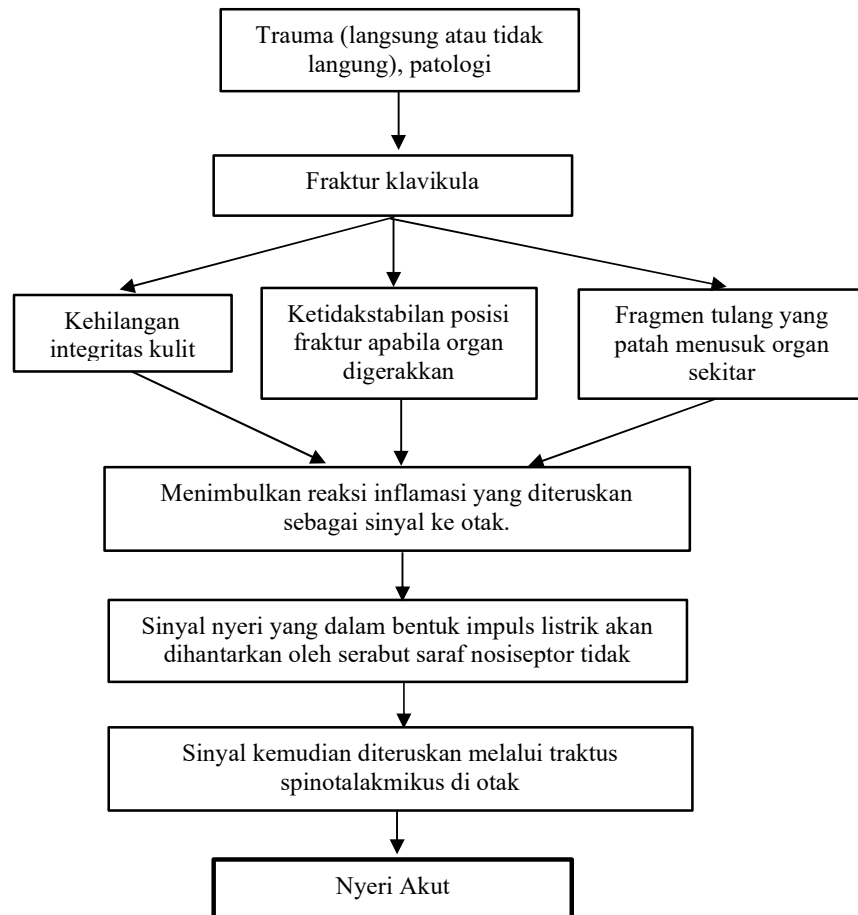 Trauma (langsung atau tidak
langung), patologi
Fraktur klavikula
Kehilangan
integritas kulit
Ketidakstabilan posisi
fraktur apabila organ
digerakkan
Fragmen tulang yang
patah menusuk organ
sekitar
Menimbulkan reaksi inflamasi yang diteruskan
sebagai sinyal ke otak.
Sinyal nyeri yang dalam bentuk impuls listrik akan
dihantarkan oleh serabut saraf nosiseptor tidak
Sinyal kemudian diteruskan melalui traktus
spinotalakmikus di otak
Nyeri Akut